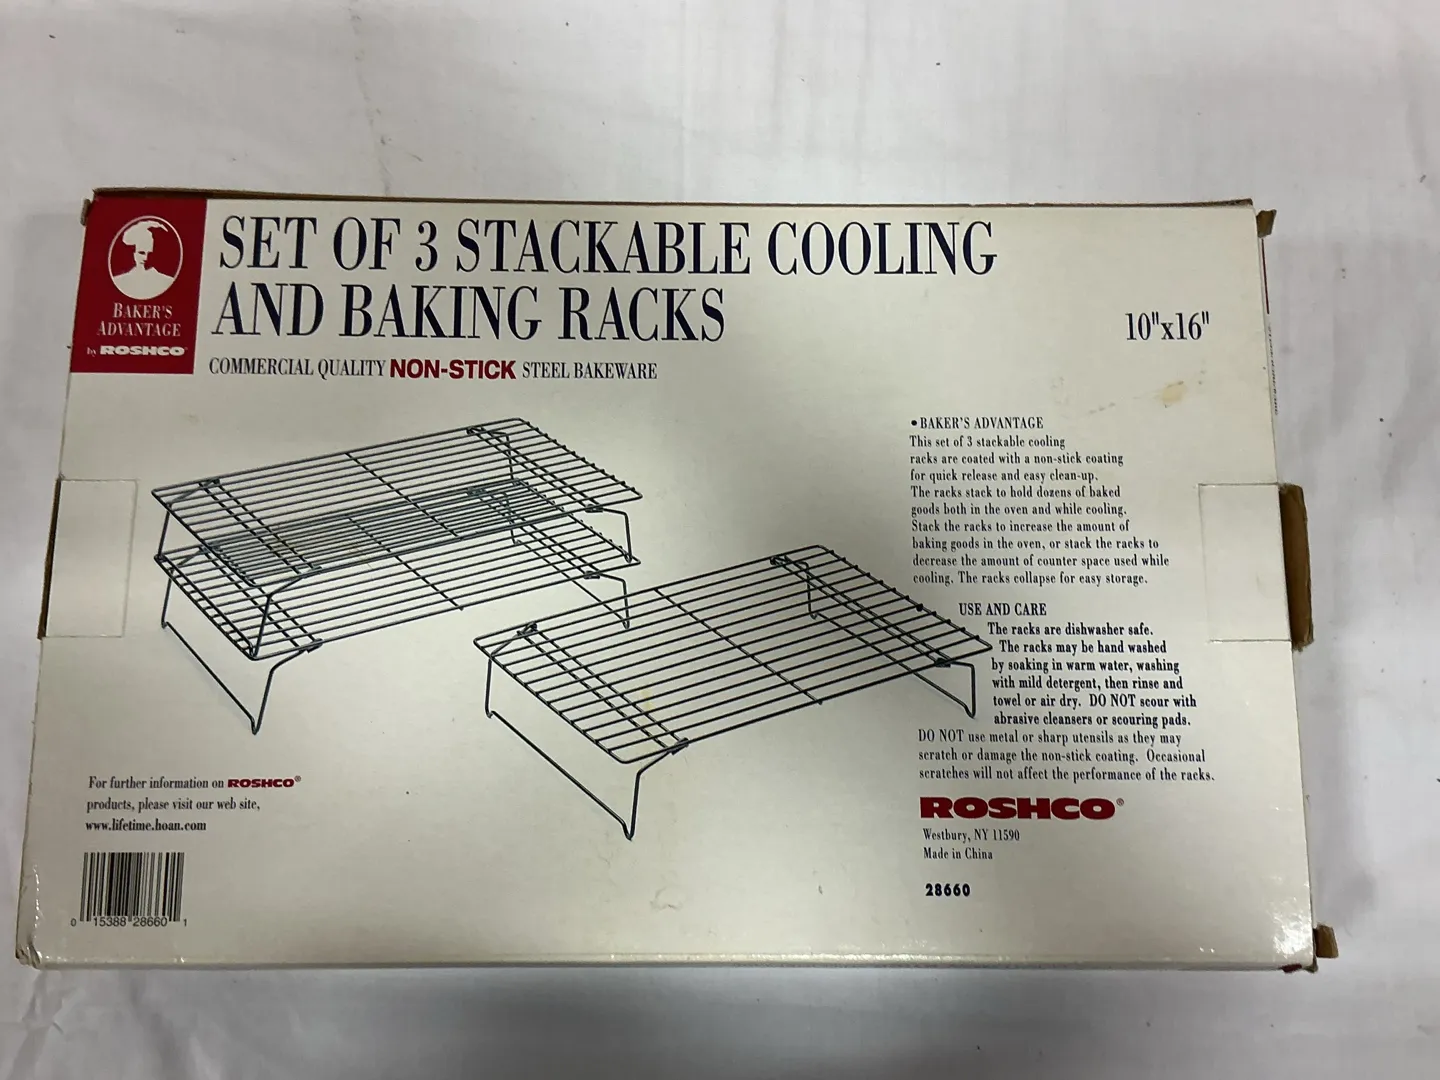 SET OF 3 STACKABLE COOLING
AND BAKING RACKS
COMMERCIAL QUALITY NON-STICK STEEL BAKEWARE
BAKER'S
ADVANTAGE
by ROSHCO®
10"x16"
• BAKER'S ADVANTAGE
This set of 3 stackable cooling
racks are coated with a non-stick coating
for quick release and easy clean-up.
The racks stack to hold dozens of baked
goods both in the oven and while cooling.
Stack the racks to increase the amount of
baking goods in the oven, or stack the racks to
decrease the amount of counter space used while
cooling. The racks collapse for easy storage.
USE AND CARE
The racks are dishwasher safe.
The racks may be hand washed
by soaking in warm water, washing
with mild detergent, then rinse and
towel or air dry. DO NOT scour with
abrasive cleansers or scouring pads.
DO NOT use metal or sharp utensils as they may
scratch or damage the non-stick coating. Occasional
scratches will not affect the performance of the racks.
ROSHCO®
Westbury, NY 11590
Made in China
28660
For further information on ROSHCO®
products, please visit our web site,
www.lifetime.hoan.com
0 15388 28660 1